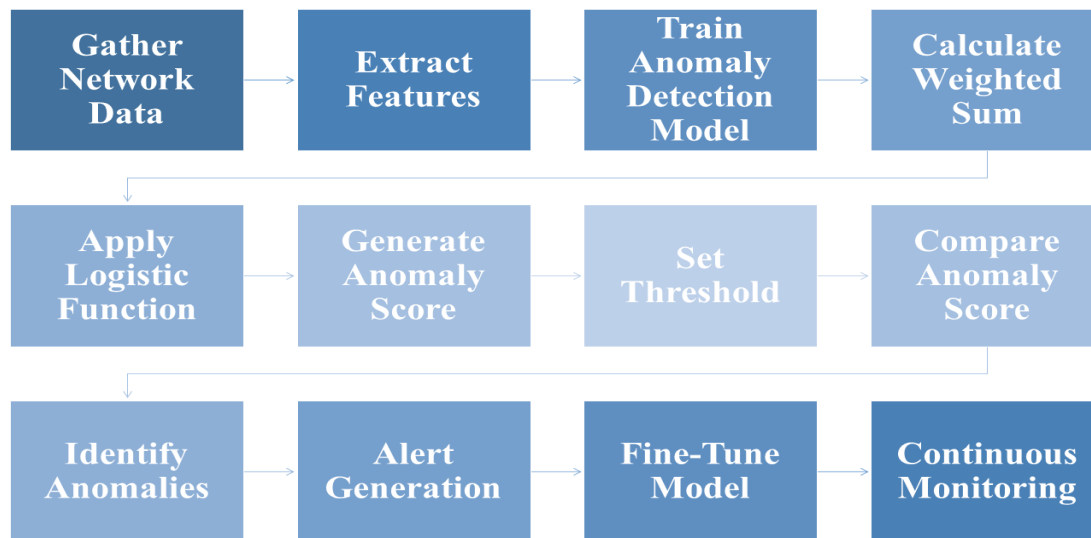 Gather
Network
Data
Extract
Features
Train
Anomaly
Detection
Model
Calculate
Weighted
Sum
Apply
Logistic
Function
Generate
Anomaly
Score
Set
Threshold
Compare
Anomaly
Score
Identify
Anomalies
Alert
Generation
Fine-Tune
Model
Continuous
Monitoring